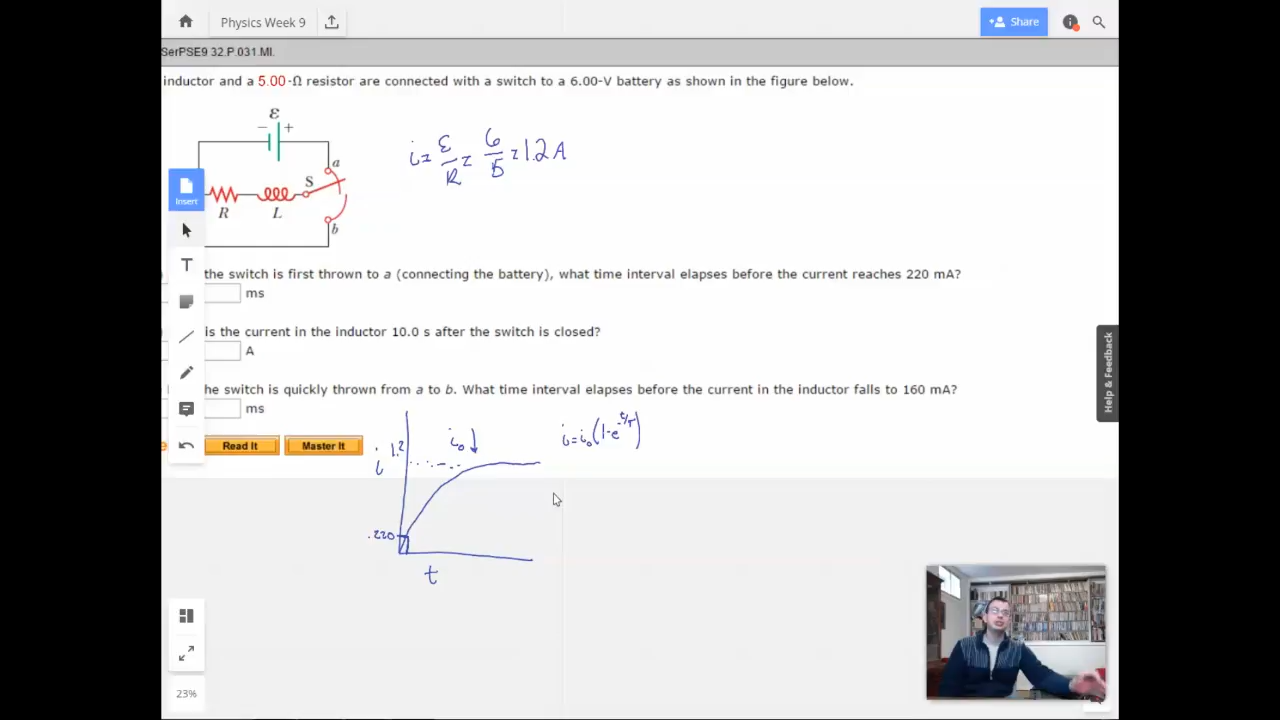 Physics Week 9
Share
SerPSE9 32.P.031.MI.
inductor and a 5.00-Ω resistor are connected with a switch to a 6.00-V battery as shown in the figure below.
ε
− +
a
S
R L
b
i = ε/R = 6/5 = 1.2 A
Insert
T
the switch is first thrown to a (connecting the battery), what time interval elapses before the current reaches 220 mA?
ms
is the current in the inductor 10.0 s after the switch is closed?
A
the switch is quickly thrown from a to b. What time interval elapses before the current in the inductor falls to 160 mA?
ms
Read It Master It
i 1.2 i₀↓
i=i₀(1-e^-t/τ)
.220
t
Help & Feedback
23%